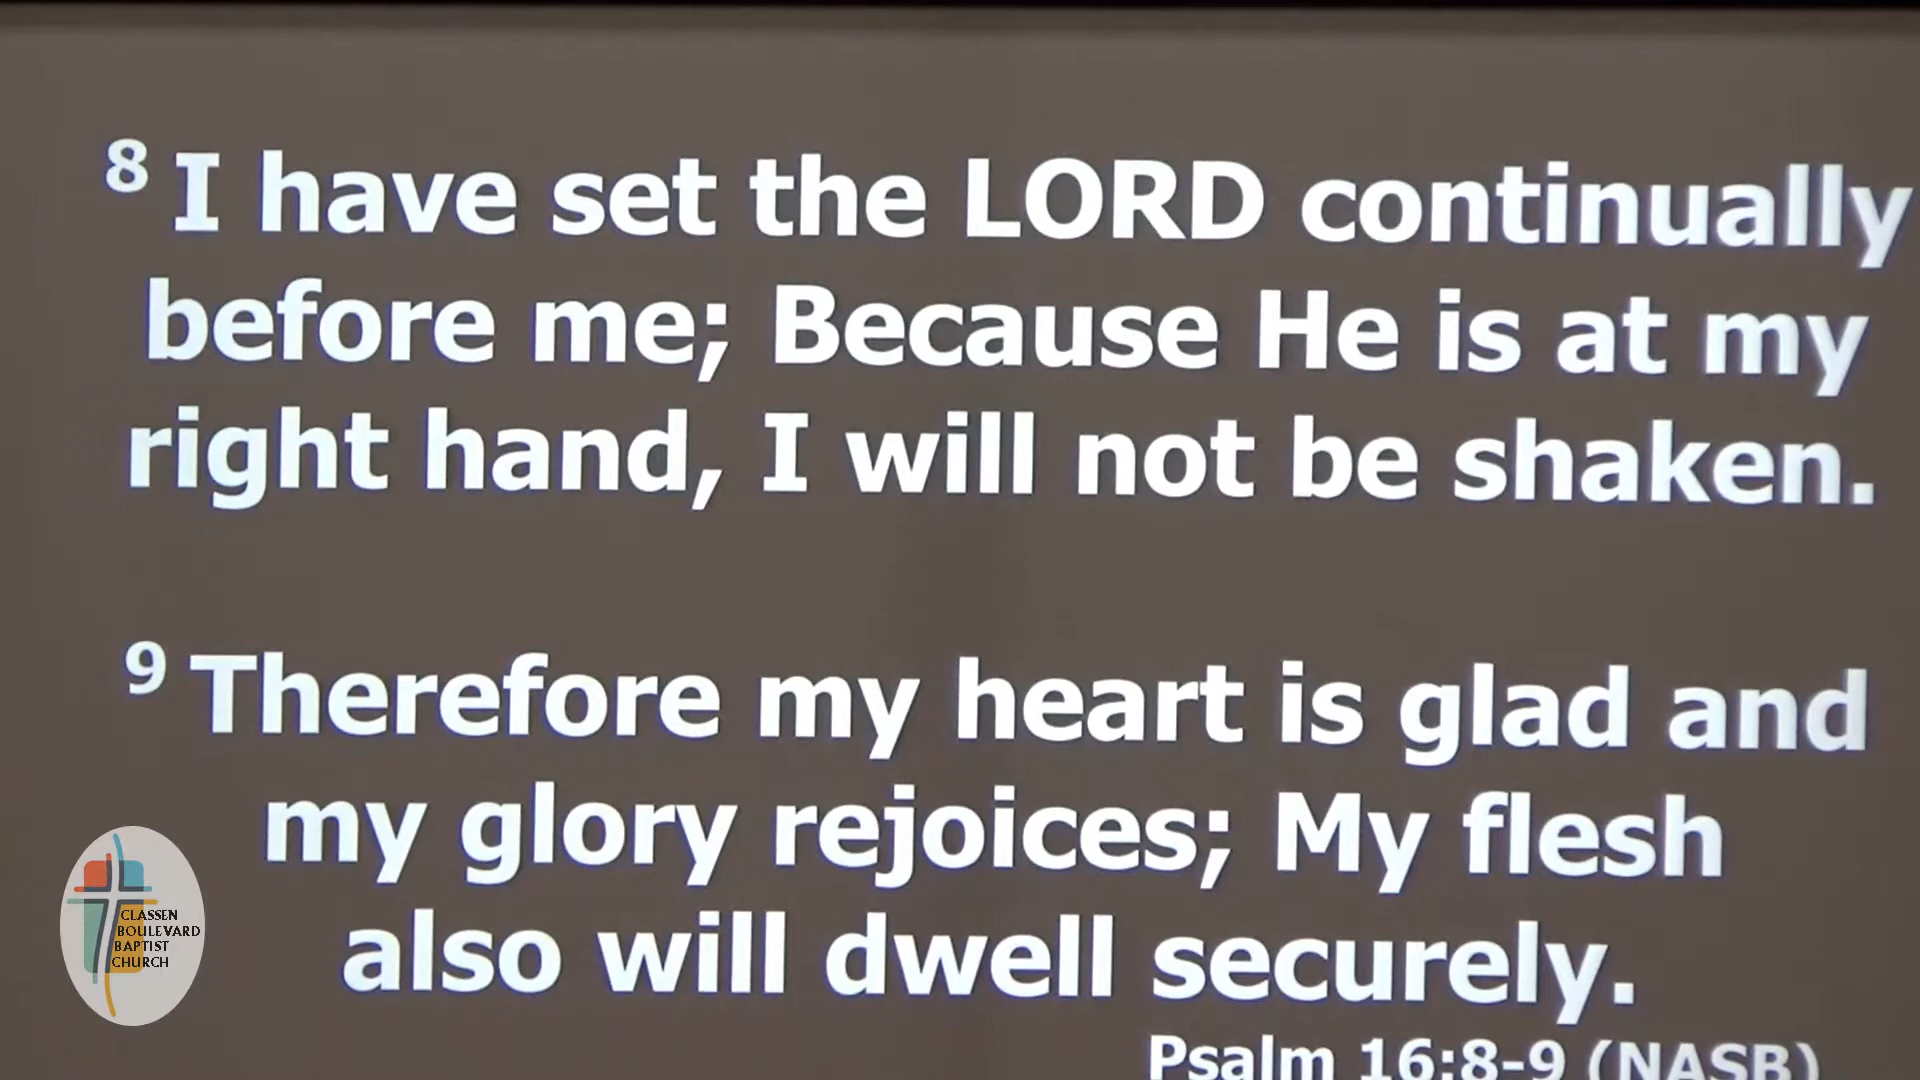 8 I have set the LORD continually
before me; Because He is at my
right hand, I will not be shaken.
9 Therefore my heart is glad and
my glory rejoices; My flesh
also will dwell securely.
Psalm 16:8-9 (NASB)
CLASSEN
BOULEVARD
BAPTIST
CHURCH